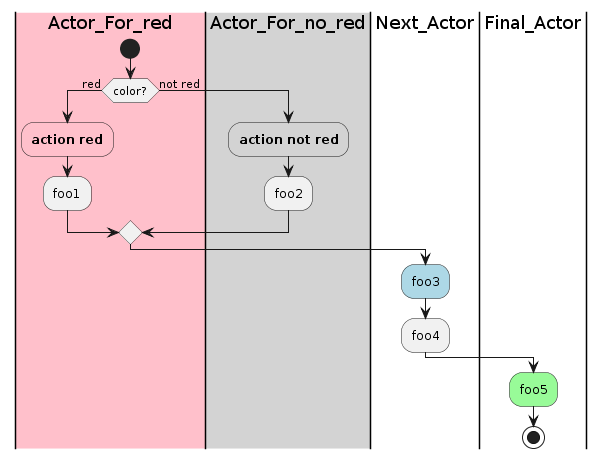 Actor_For_red
Actor_For_no_red
Next_Actor
Final_Actor
red
color?
not red
action red
action not red
foo1
foo2
foo3
foo4
foo5